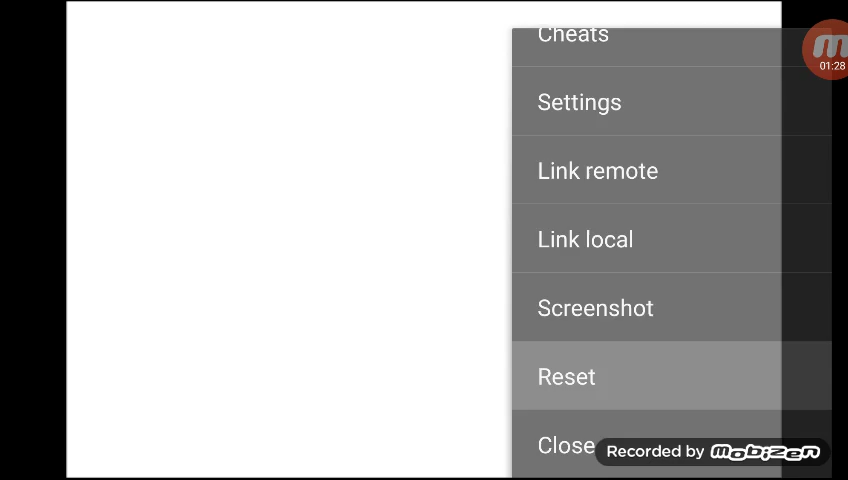 Cheats
01:28
Settings
Link remote
Link local
Screenshot
Reset
Close
Recorded by mobizen